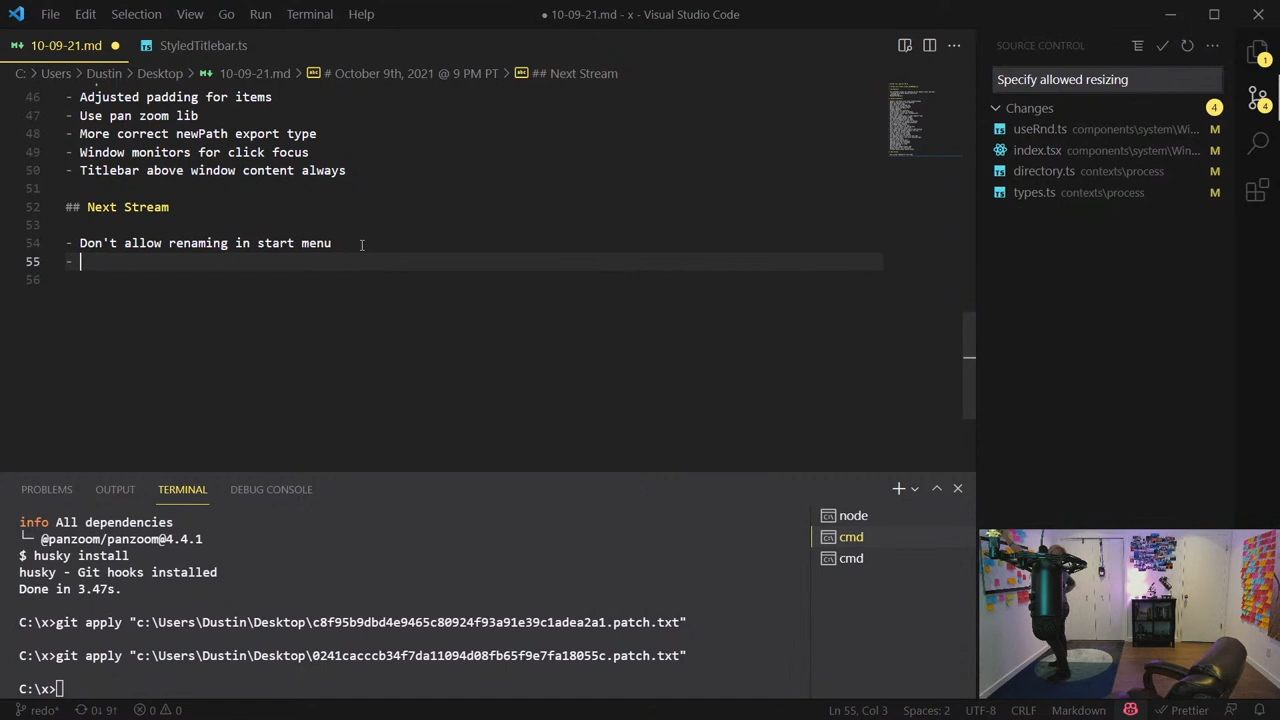 File Edit Selection View Go Run Terminal Help
● 10-09-21.md - x - Visual Studio Code
10-09-21.md ● StyledTitlebar.ts
C: > Users > Dustin > Desktop > 10-09-21.md > # October 9th, 2021 @ 9 PM PT > ## Next Stream
46 - Adjusted padding for items
47 - Use pan zoom lib
48 - More correct newPath export type
49 - Window monitors for click focus
50 - Titlebar above window content always
51
52 ## Next Stream
53
54 - Don't allow renaming in start menu
55 -
56
SOURCE CONTROL
Specify allowed resizing
Changes 4
useRnd.ts components\system\Wi... M
index.tsx components\system\Win... M
directory.ts contexts\process M
types.ts contexts\process M
1
4
PROBLEMS OUTPUT TERMINAL DEBUG CONSOLE
info All dependencies
└─ @panzoom/panzoom@4.4.1
$ husky install
husky - Git hooks installed
Done in 3.47s.
C:\x>git apply "c:\Users\Dustin\Desktop\c8f95b9dbd4e9465c80924f93a91e39c1adea2a1.patch.txt"
C:\x>git apply "c:\Users\Dustin\Desktop\0241cacccb34f7da11094d08fb65f9e7fa18055c.patch.txt"
C:\x>
node
cmd
cmd
redo* 0↓ 9↑ 0 0
Ln 55, Col 3 Spaces: 2 UTF-8 CRLF Markdown Prettier